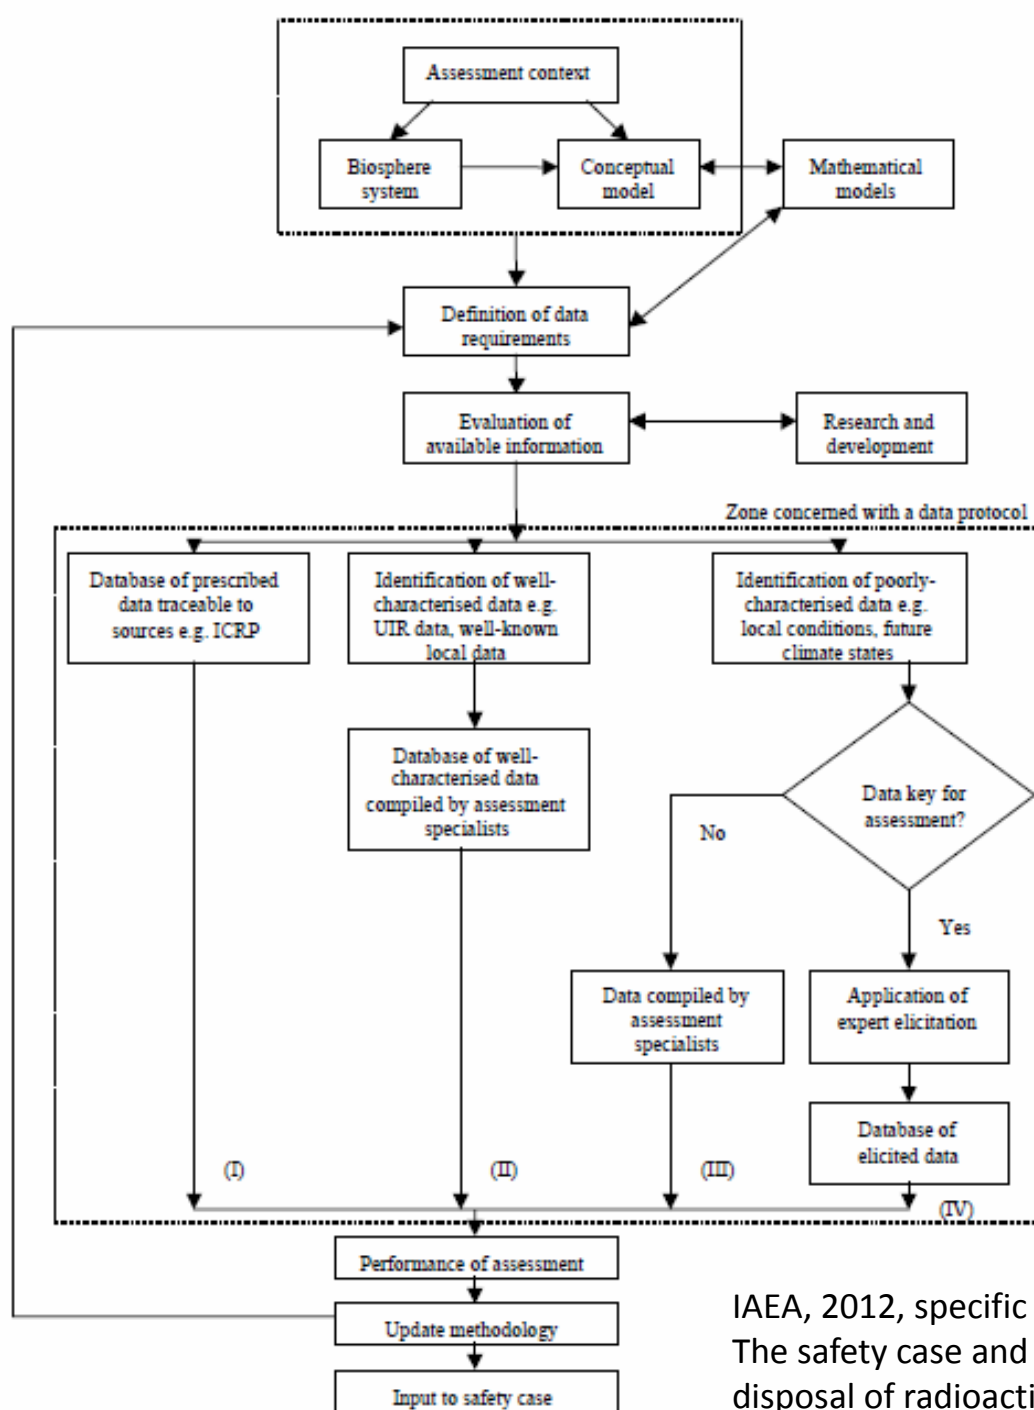 Assessment context
Biosphere
system
Conceptual
model
Mathematical
models
Definition of data
requirements
Evaluation of
available information
Research and
development
Zone concerned with a data protocol
Database of prescribed
data traceable to
sources e.g. ICRP
Identification of well-
characterised data e.g.
UIR data, well-known
local data
Identification of poorly-
characterised data e.g.
local conditions, future
climate states
Database of well-
characterised data
compiled by assessment
specialists
Data key for
assessment?
No
Yes
Data compiled by
assessment
specialists
Application of
expert elicitation
Database of
elicited data
(I)
(II)
(III)
(IV)
Performance of assessment
Update methodology
Input to safety case
IAEA, 2012, specific
The safety case and
disposal of radioacti